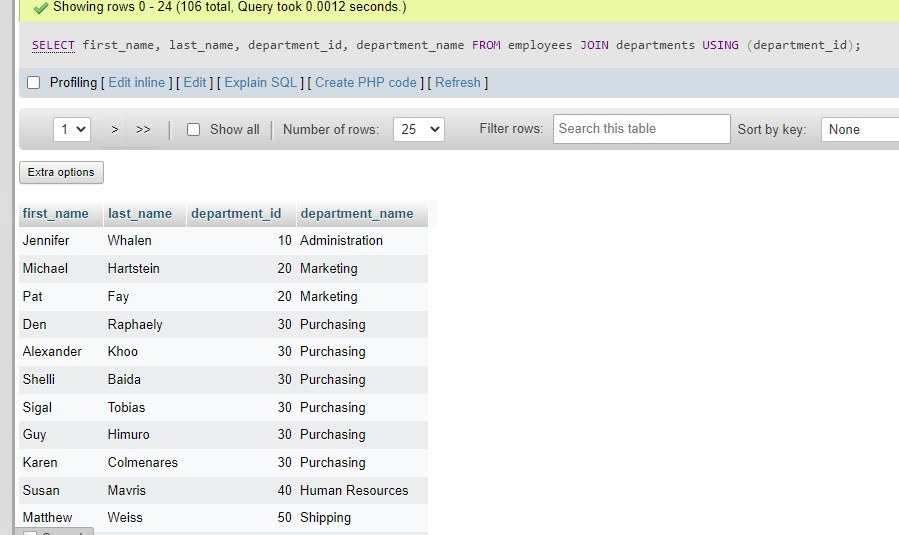 Showing rows 0 - 24 (106 total, Query took 0.0012 seconds.)
SELECT first_name, last_name, department_id, department_name FROM employees JOIN departments USING (department_id);
Profiling [ Edit inline ] [ Edit ] [ Explain SQL ] [ Create PHP code ] [ Refresh ]
1 > >> Show all Number of rows: 25 Filter rows: Search this table Sort by key: None
Extra options
first_name last_name department_id department_name
Jennifer Whalen 10 Administration
Michael Hartstein 20 Marketing
Pat Fay 20 Marketing
Den Raphaely 30 Purchasing
Alexander Khoo 30 Purchasing
Shelli Baida 30 Purchasing
Sigal Tobias 30 Purchasing
Guy Himuro 30 Purchasing
Karen Colmenares 30 Purchasing
Susan Mavris 40 Human Resources
Matthew Weiss 50 Shipping